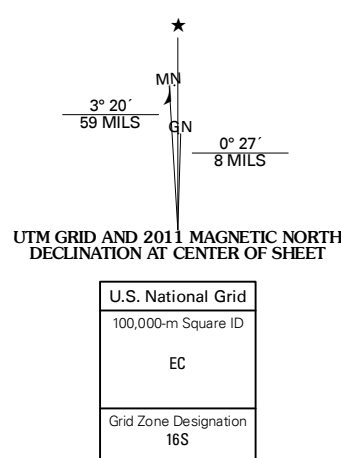 ★
MN
3° 20´
59 MILS
GN
0° 27´
8 MILS
UTM GRID AND 2011 MAGNETIC NORTH
DECLINATION AT CENTER OF SHEET
U.S. National Grid
100,000-m Square ID
EC
Grid Zone Designation
16S